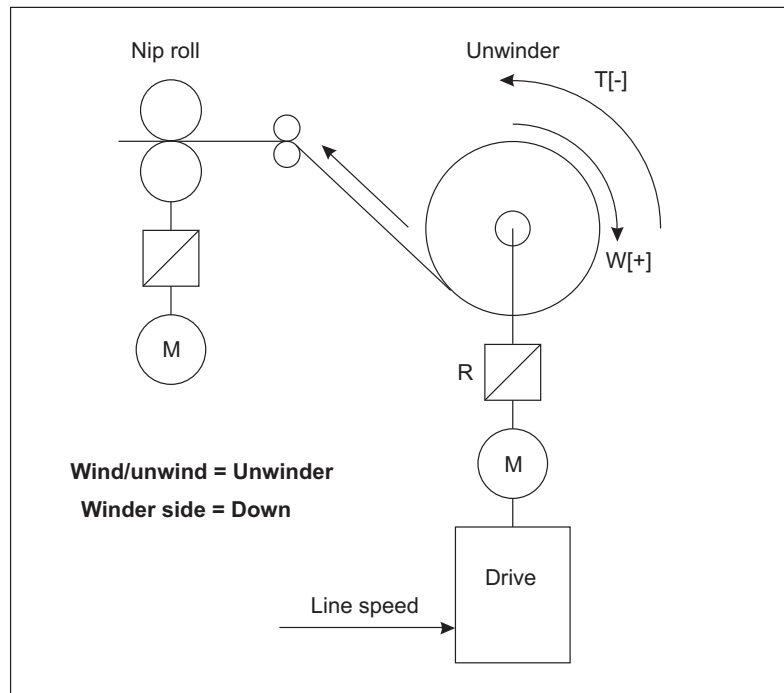 Nip roll
Unwinder
T[-]
W[+]
R
M
M
Wind/unwind = Unwinder
Winder side = Down
Drive
Line speed